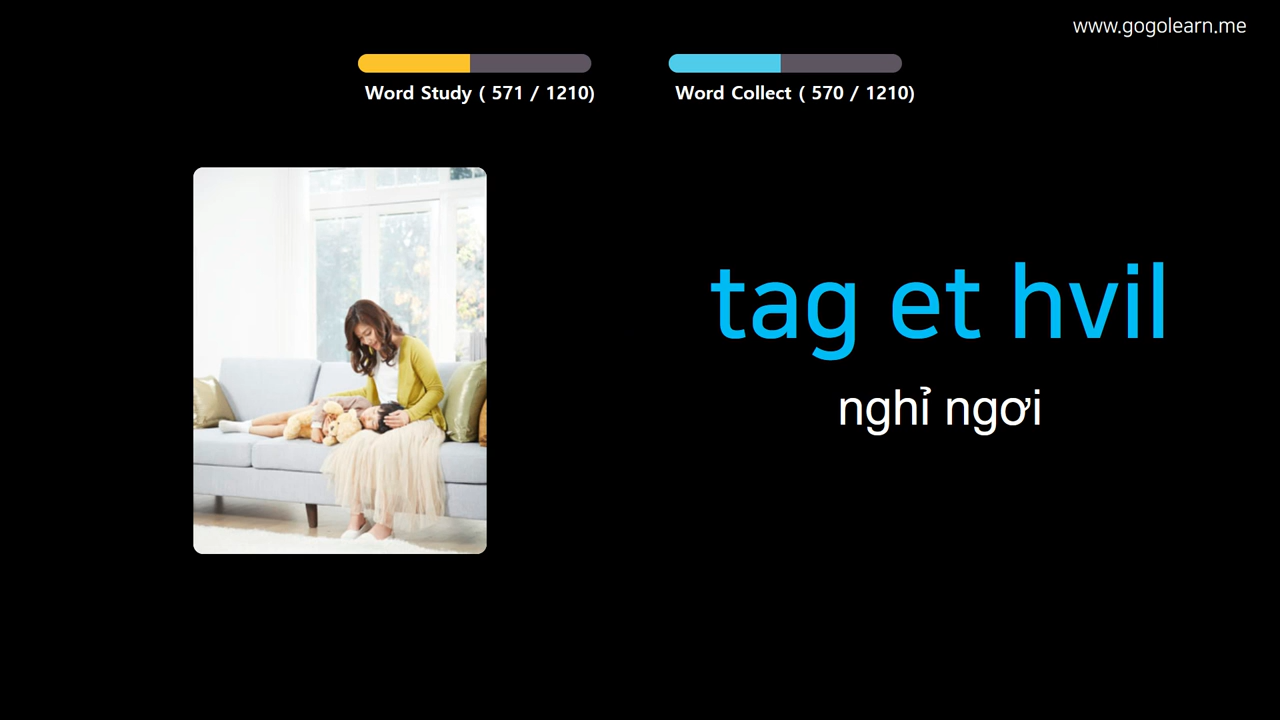 www.gogolearn.me
Word Study ( 571 / 1210)
Word Collect ( 570 / 1210)
tag et hvil
nghỉ ngơi